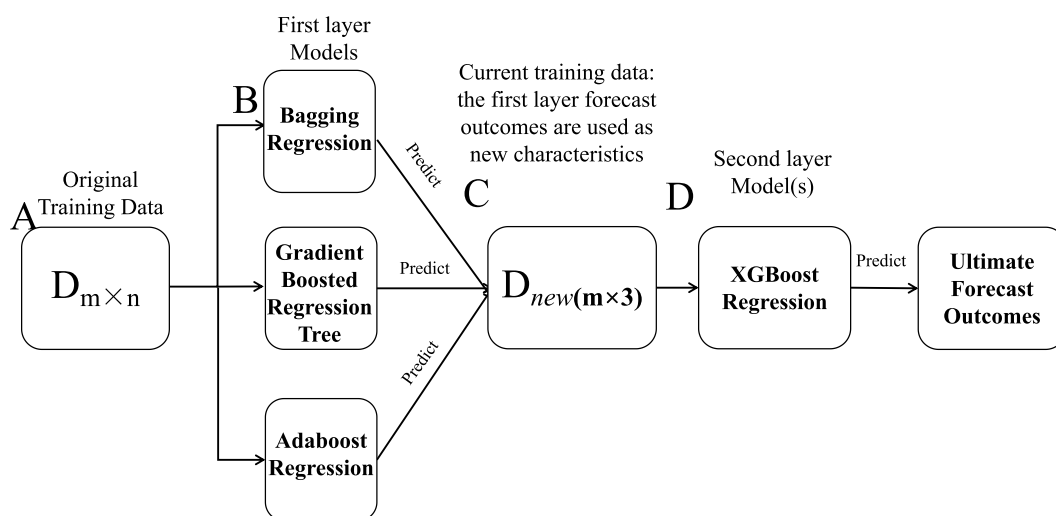 A
Original
Training Data
D m×n
First layer
Models
B
Bagging
Regression
Gradient
Boosted
Regression
Tree
Adaboost
Regression
Predict
Predict
Predict
Current training data:
the first layer forecast
outcomes are used as
new characteristics
C
D new(m×3)
Second layer
Model(s)
D
XGBoost
Regression
Predict
Ultimate
Forecast
Outcomes